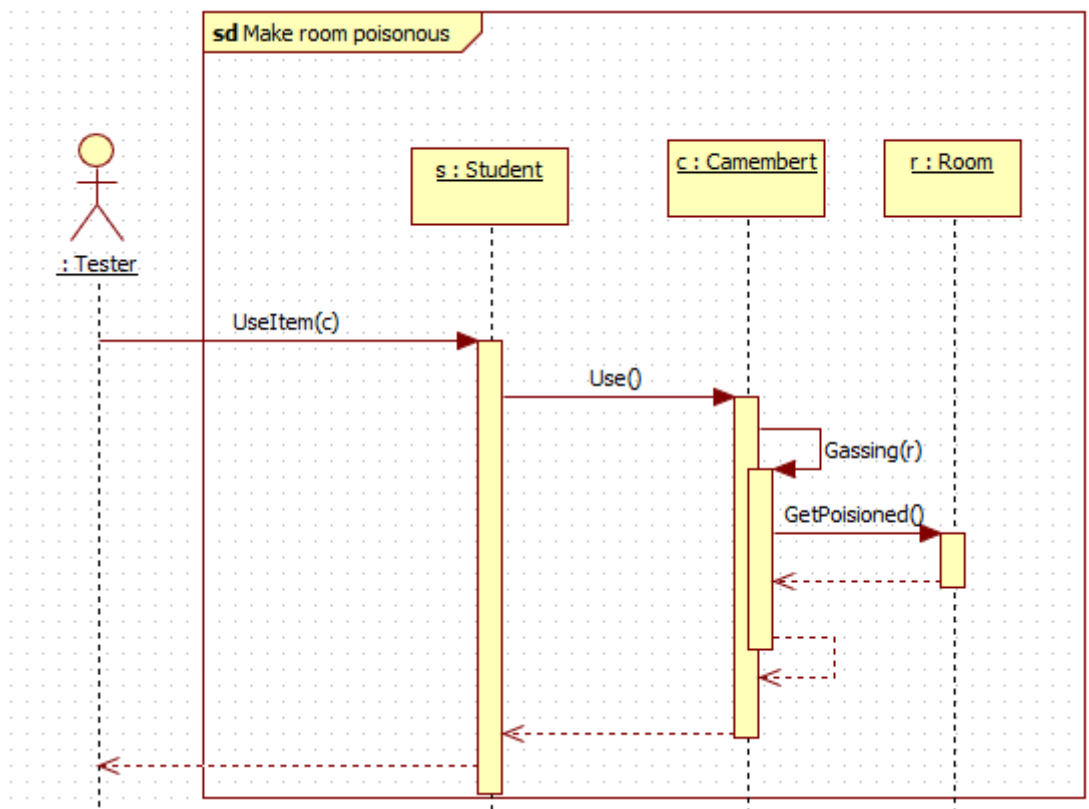 sd Make room poisonous
s : Student
c : Camembert
r : Room
: Tester
UseItem(c)
Use()
Gassing(r)
GetPoisioned()